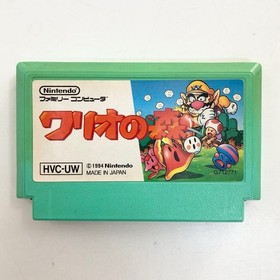 Nintendo
ファミリー コンピュータ
ワリオの森
HVC-UW
© 1994 Nintendo
MADE IN JAPAN